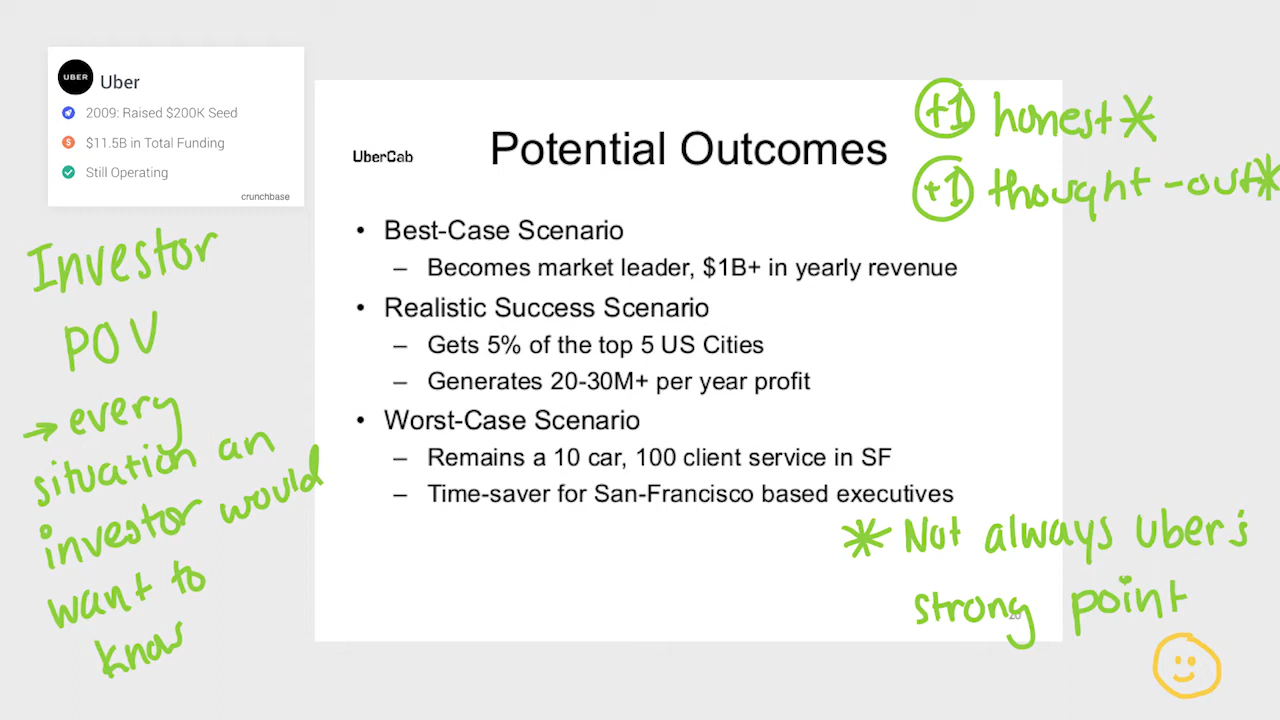 UBER
Uber
2009: Raised $200K Seed
$11.5B in Total Funding
Still Operating
crunchbase
UberCab
Potential Outcomes
• Best-Case Scenario
– Becomes market leader, $1B+ in yearly revenue
• Realistic Success Scenario
– Gets 5% of the top 5 US Cities
– Generates 20-30M+ per year profit
• Worst-Case Scenario
– Remains a 10 car, 100 client service in SF
– Time-saver for San-Francisco based executives
20
+1 honest*
+1 thought-out*
Investor
POV
→ every
situation an
investor would
want to
know
* Not always uber's
strong point